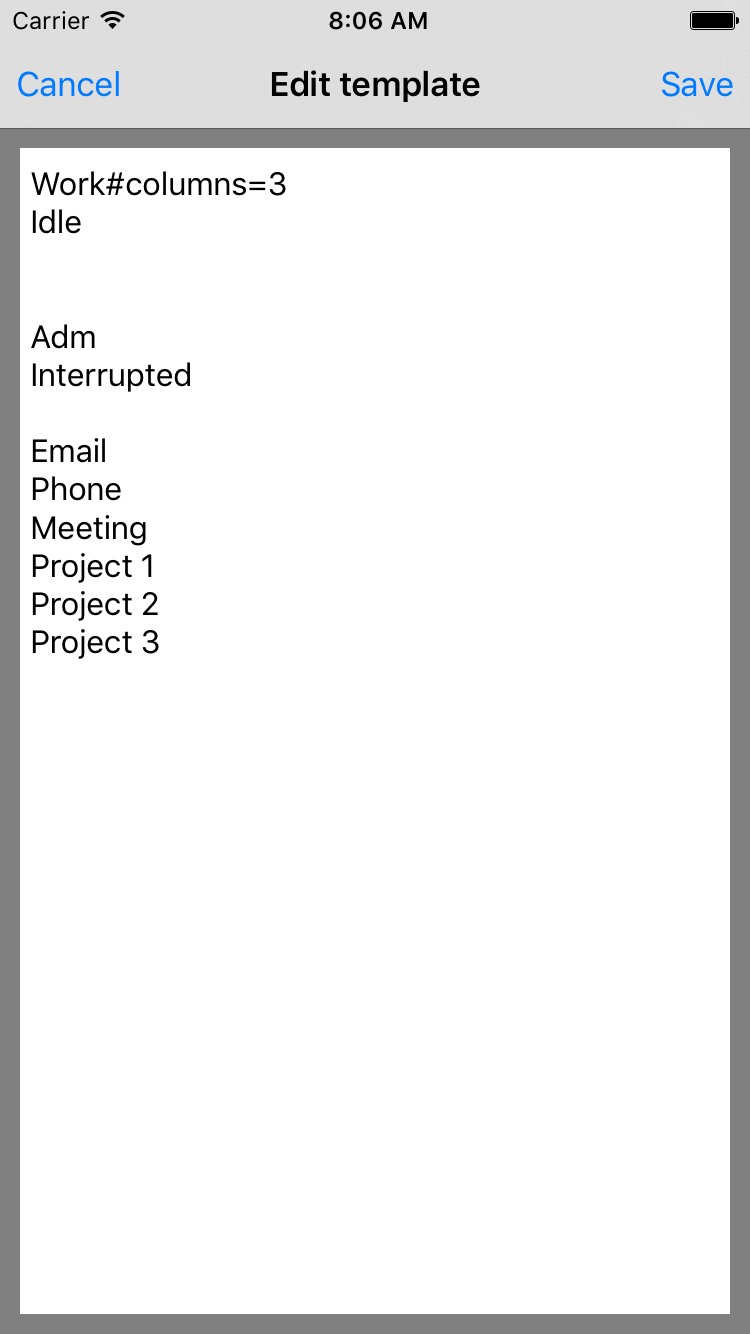 Carrier 8:06 AM
Cancel Edit template Save
Work#columns=3
Idle
Adm
Interrupted
Email
Phone
Meeting
Project 1
Project 2
Project 3